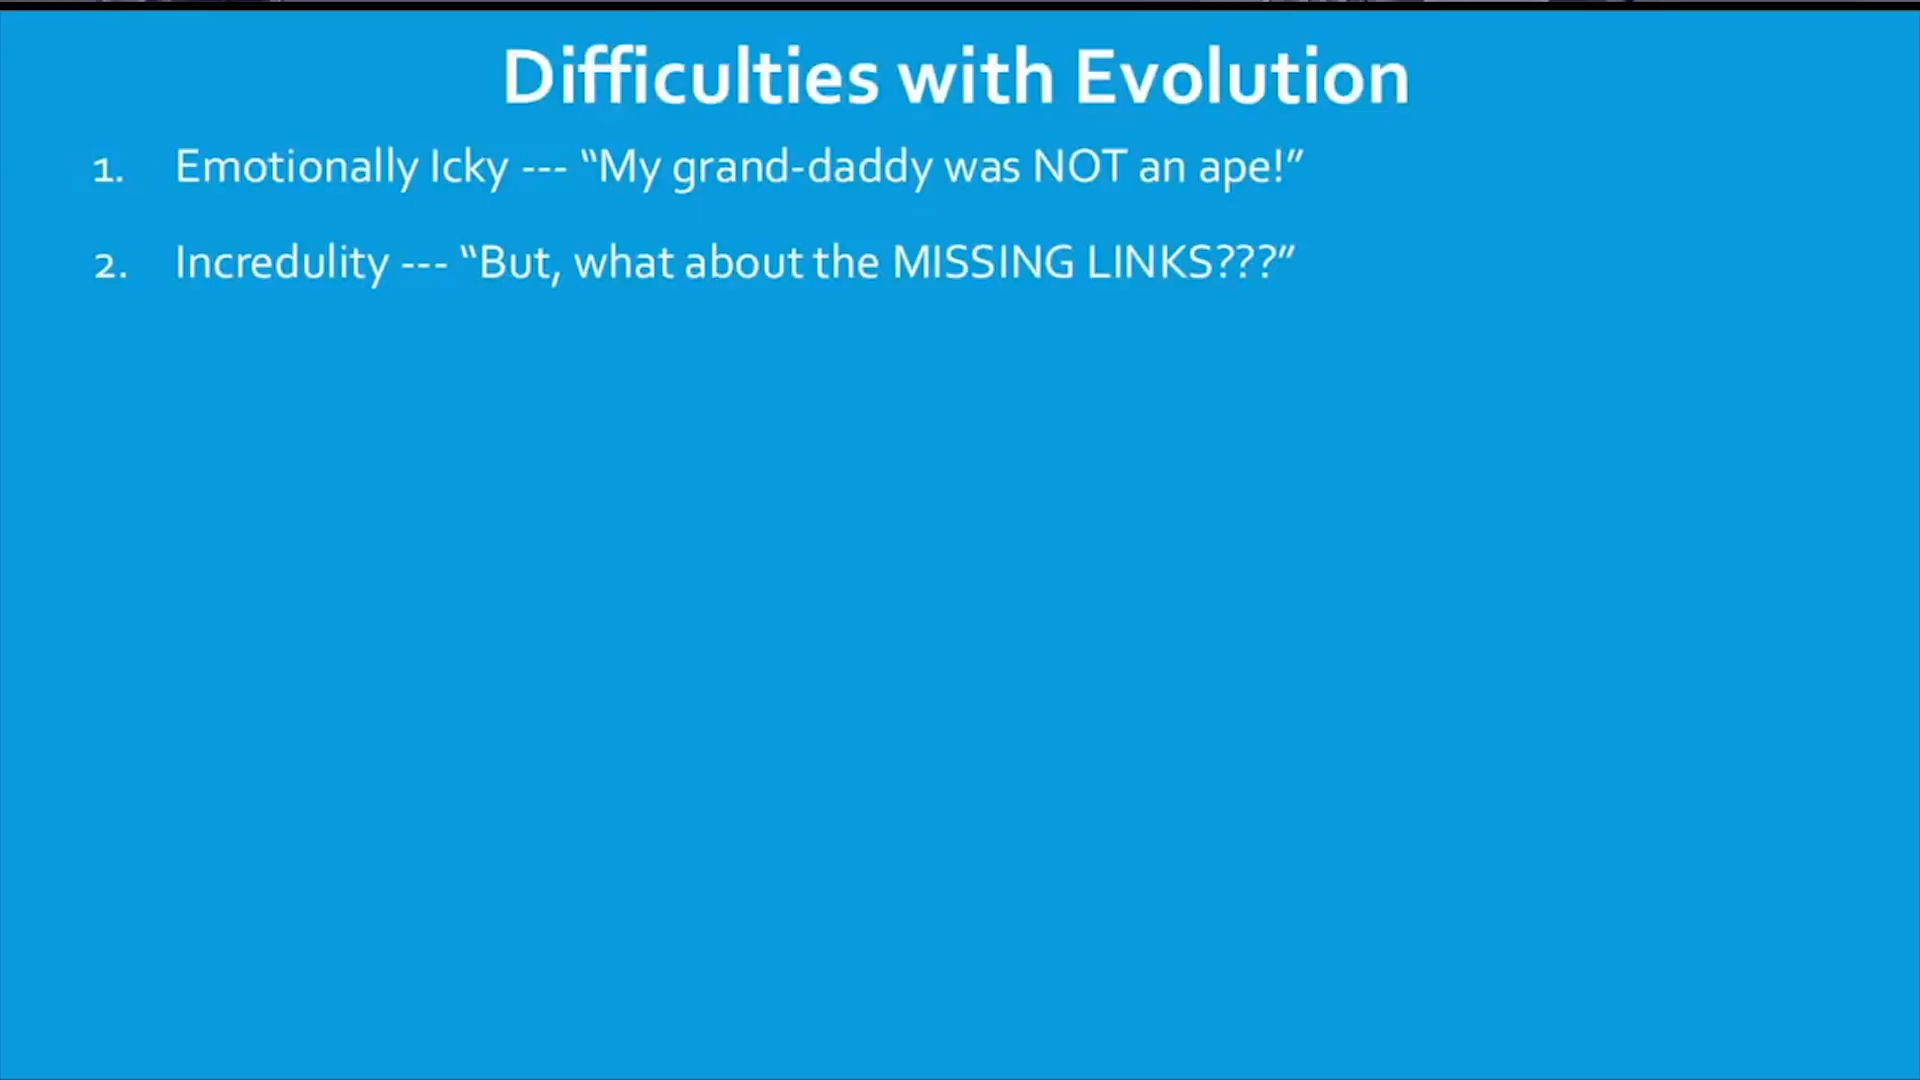 Difficulties with Evolution
1. Emotionally Icky --- “My grand-daddy was NOT an ape!”
2. Incredulity --- “But, what about the MISSING LINKS???”